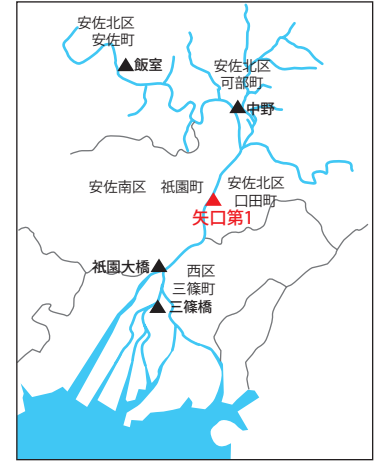 安佐北区
安佐町
飯室
安佐北区
可部町
中野
安佐南区 祇園町
安佐北区
口田町
矢口第1
祇園大橋
西区
三篠町
三篠橋